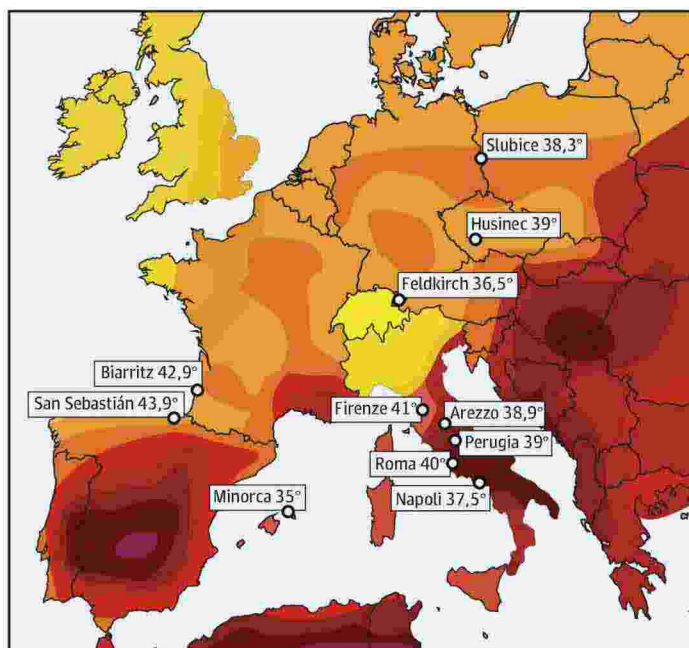 Slubice 38,3°
Husinec 39°
Feldkirch 36,5°
Biarritz 42,9°
San Sebastián 43,9°
Firenze 41°
Arezzo 38,9°
Perugia 39°
Roma 40°
Napoli 37,5°
Minorca 35°